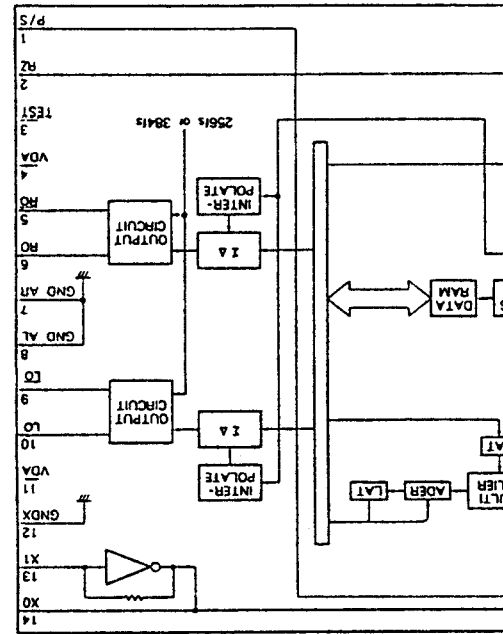 14
X0
13
X1
12
GNDX
11
VDA
10
LO
9
LO
8
GND AL
7
GND AR
6
RO
5
RO
4
VDA
3
TEST
2
RZ
1
P/S
INTER-
POLATE
Σ Δ
OUTPUT
CIRCUIT
OUTPUT
CIRCUIT
Σ Δ
INTER-
POLATE
256fs or 384fs
LAT
ADER
DATA
RAM